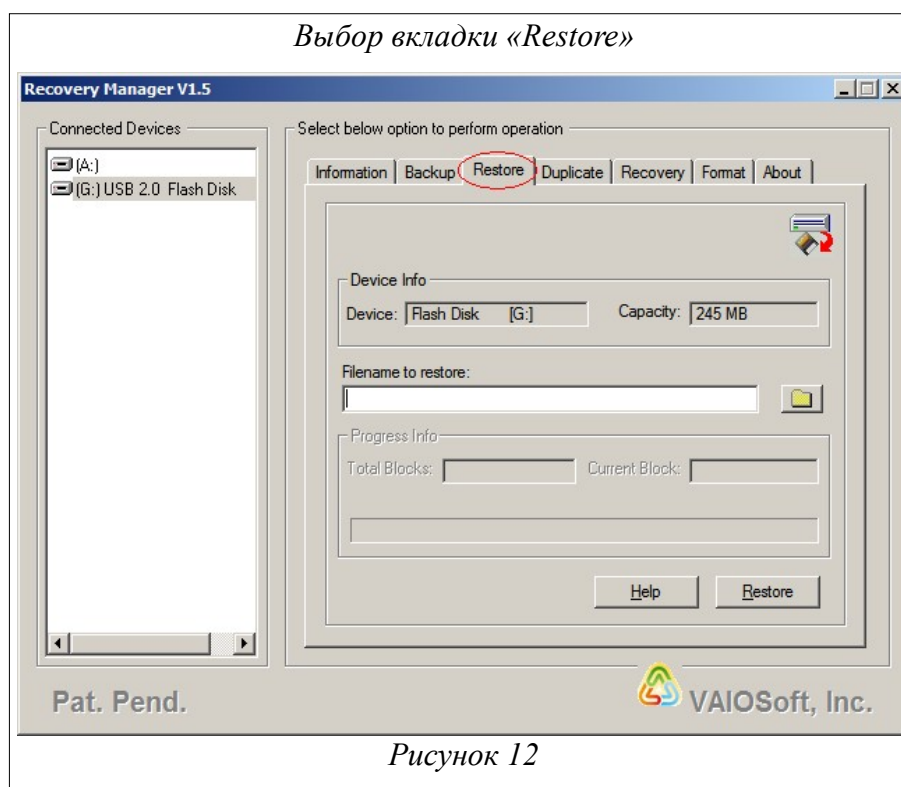 Выбор вкладки «Restore»
Recovery Manager V1.5
Connected Devices
(A:)
(G:) USB 2.0 Flash Disk
Select below option to perform operation
Information Backup Restore Duplicate Recovery Format About
Device Info
Device: Flash Disk [G:] Capacity: 245 MB
Filename to restore:
Progress Info
Total Blocks: Current Block:
Help Restore
Pat. Pend.
VAIOSoft, Inc.
Рисунок 12